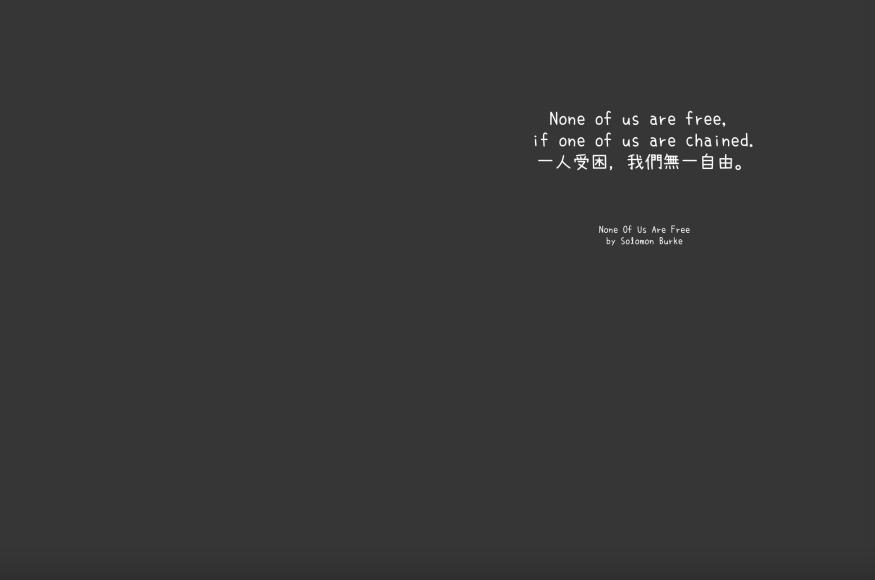 None of us are free,
if one of us are chained.
一人受困, 我們無一自由。
None Of Us Are Free
by Solomon Burke